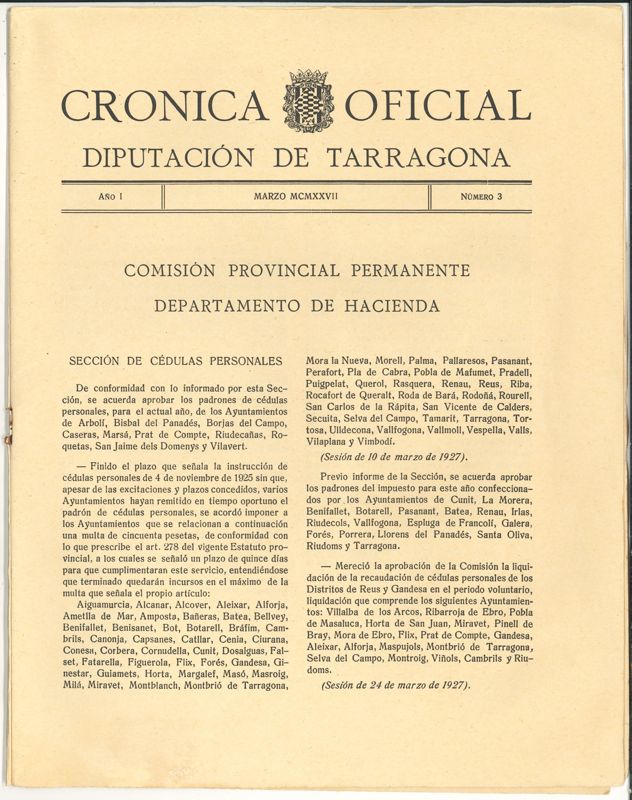 CRONICA OFICIAL
DIPUTACIÓN DE TARRAGONA
AÑO I
MARZO MCMXXVII
NÚMERO 3
COMISIÓN PROVINCIAL PERMANENTE
DEPARTAMENTO DE HACIENDA
SECCIÓN DE CÉDULAS PERSONALES
De conformidad con lo informado por esta Sec-
ción, se acuerda aprobar los padrones de cédulas
personales, para el actual año, de los Ayuntamientos
de Arbolí, Bisbal del Panadés, Borjas del Campo,
Caseras, Marsá, Prat de Compte, Riudecañas, Ro-
quetas, San Jaime dels Domenys y Vilavert.
— Finido el plazo que señala la instrucción de
cédulas personales de 4 de noviembre de 1925 sin que,
apesar de las excitaciones y plazos concedidos, varios
Ayuntamientos hayan remitido en tiempo oportuno el
padrón de cédulas personales, se acordó imponer a
los Ayuntamientos que se relacionan a continuación
una multa de cincuenta pesetas, de conformidad con
lo que prescribe el art. 278 del vigente Estatuto pro-
vincial, a los cuales se señaló un plazo de quince días
para que cumplimentaran este servicio, entendiéndose
que terminado quedarán incursos en el máximo de la
multa que señala el propio artículo:
Aiguamurcia, Alcanar, Alcover, Aleixar, Alforja,
Ametlla de Mar, Amposta, Bañeras, Batea, Bellvey,
Benifallet, Benisanet, Bot, Botarell, Bráfim, Cam-
brils, Canonja, Capsanes, Catllar, Cenia, Ciurana,
Conesa, Corbera, Cornudella, Cunit, Dosaiguas, Fal-
set, Fatarella, Figuerola, Flix, Forés, Gandesa, Gi-
nestar, Guiamets, Horta, Margalef, Masó, Masroig,
Milá, Miravet, Montblanch, Montbrió de Tarragona,
Mora la Nueva, Morell, Palma, Pallaresos, Pasanant,
Perafort, Pla de Cabra, Pobla de Mafumet, Pradell,
Puigpelat, Querol, Rasquera, Renau, Reus, Riba,
Rocafort de Queralt, Roda de Bará, Rodoñá, Rourell,
San Carlos de la Rápita, San Vicente de Calders,
Secuita, Selva del Campo, Tamarit, Tarragona, Tor-
tosa, Ulldecona, Vallfogona, Vallmoll, Vespella, Valls,
Vilaplana y Vimbodí.
(Sesión de 10 de marzo de 1927).
Previo informe de la Sección, se acuerda aprobar
los padrones del impuesto para este año confecciona-
dos por los Ayuntamientos de Cunit, La Morera,
Benifallet, Botarell, Pasanant, Batea, Renau, Irlas,
Riudecols, Vallfogona, Espluga de Francolí, Galera,
Forés, Porrera, Llorens del Panadés, Santa Oliva,
Riudoms y Tarragona.
— Mereció la aprobación de la Comisión la liqui-
dación de la recaudación de cédulas personales de los
Distritos de Reus y Gandesa en el periodo voluntario,
liquidación que comprende los siguientes Ayuntamien-
tos: Villalba de los Arcos, Ribarroja de Ebro, Pobla
de Masaluca, Horta de San Juan, Miravet, Pinell de
Bray, Mora de Ebro, Flix, Prat de Compte, Gandesa,
Aleixar, Alforja, Maspujols, Montbrió de Tarragona,
Selva del Campo, Montroig, Viñols, Cambrils y Riu-
doms.
(Sesión de 24 de marzo de 1927).